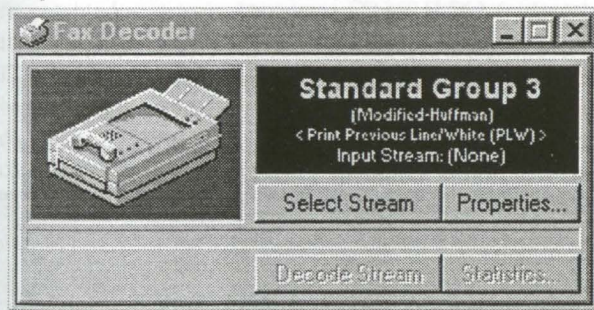 Fax Decoder
Standard Group 3
(Modified-Huffman)
< Print Previous Line/White (PLW) >
Input Stream: (None)
Select Stream
Properties...
Decode Stream
Statistics...